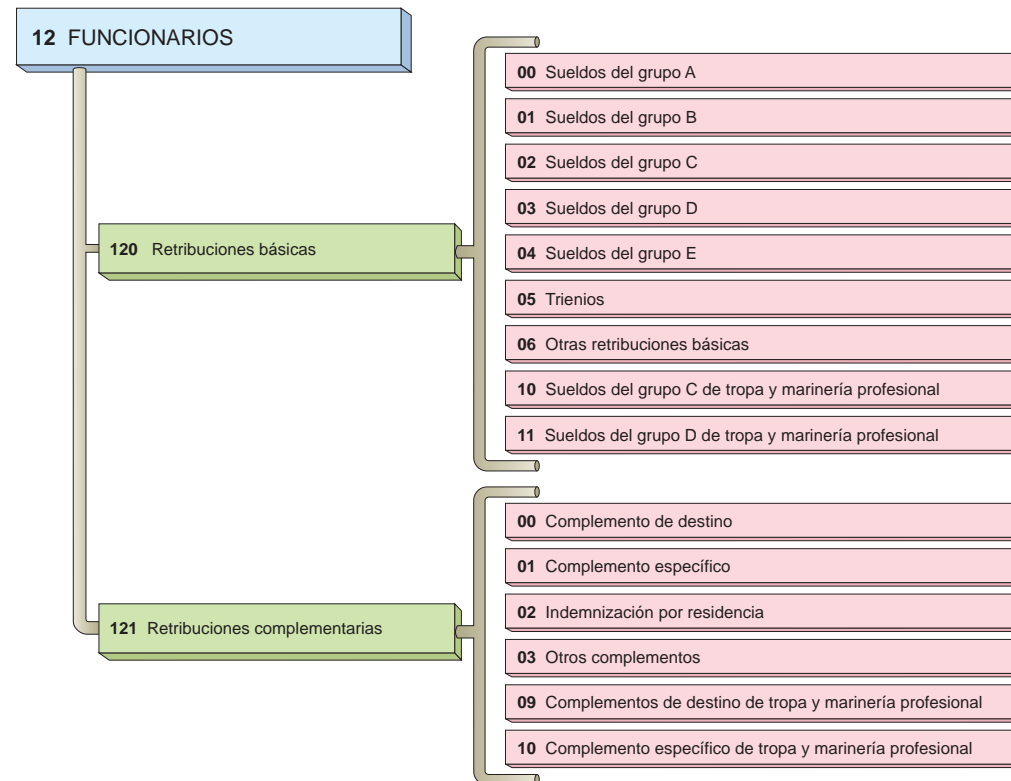 12 FUNCIONARIOS
120 Retribuciones básicas
00 Sueldos del grupo A
01 Sueldos del grupo B
02 Sueldos del grupo C
03 Sueldos del grupo D
04 Sueldos del grupo E
05 Trienios
06 Otras retribuciones básicas
10 Sueldos del grupo C de tropa y marinería profesional
11 Sueldos del grupo D de tropa y marinería profesional
121 Retribuciones complementarias
00 Complemento de destino
01 Complemento específico
02 Indemnización por residencia
03 Otros complementos
09 Complementos de destino de tropa y marinería profesional
10 Complemento específico de tropa y marinería profesional